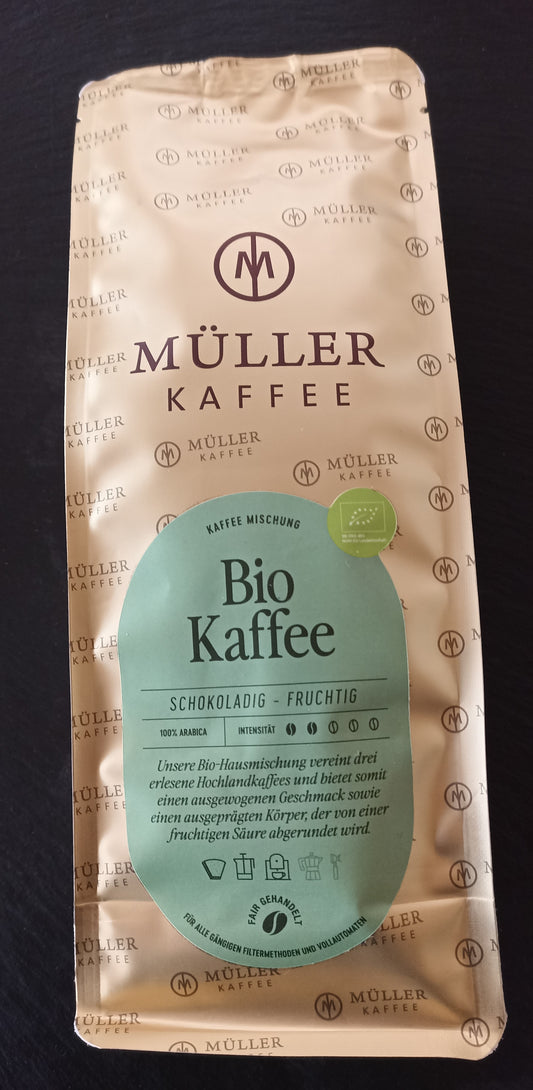 MÜLLER
KAFFEE
KAFFEE MISCHUNG
Bio
Kaffee
SCHOKOLADIG - FRUCHTIG
100% ARABICA
INTENSITÄT
Unsere Bio-Hausmischung vereint drei
erlesene Hochlandkaffees und bietet somit
einen ausgewogenen Geschmack sowie
einen ausgeprägten Körper, der von einer
fruchtigen Säure abgerundet wird.
FAIR GEHANDELT
FÜR ALLE GÄNGIGEN FILTERMETHODEN UND VOLLAUTOMATEN
MÜLLER
KAFFEE